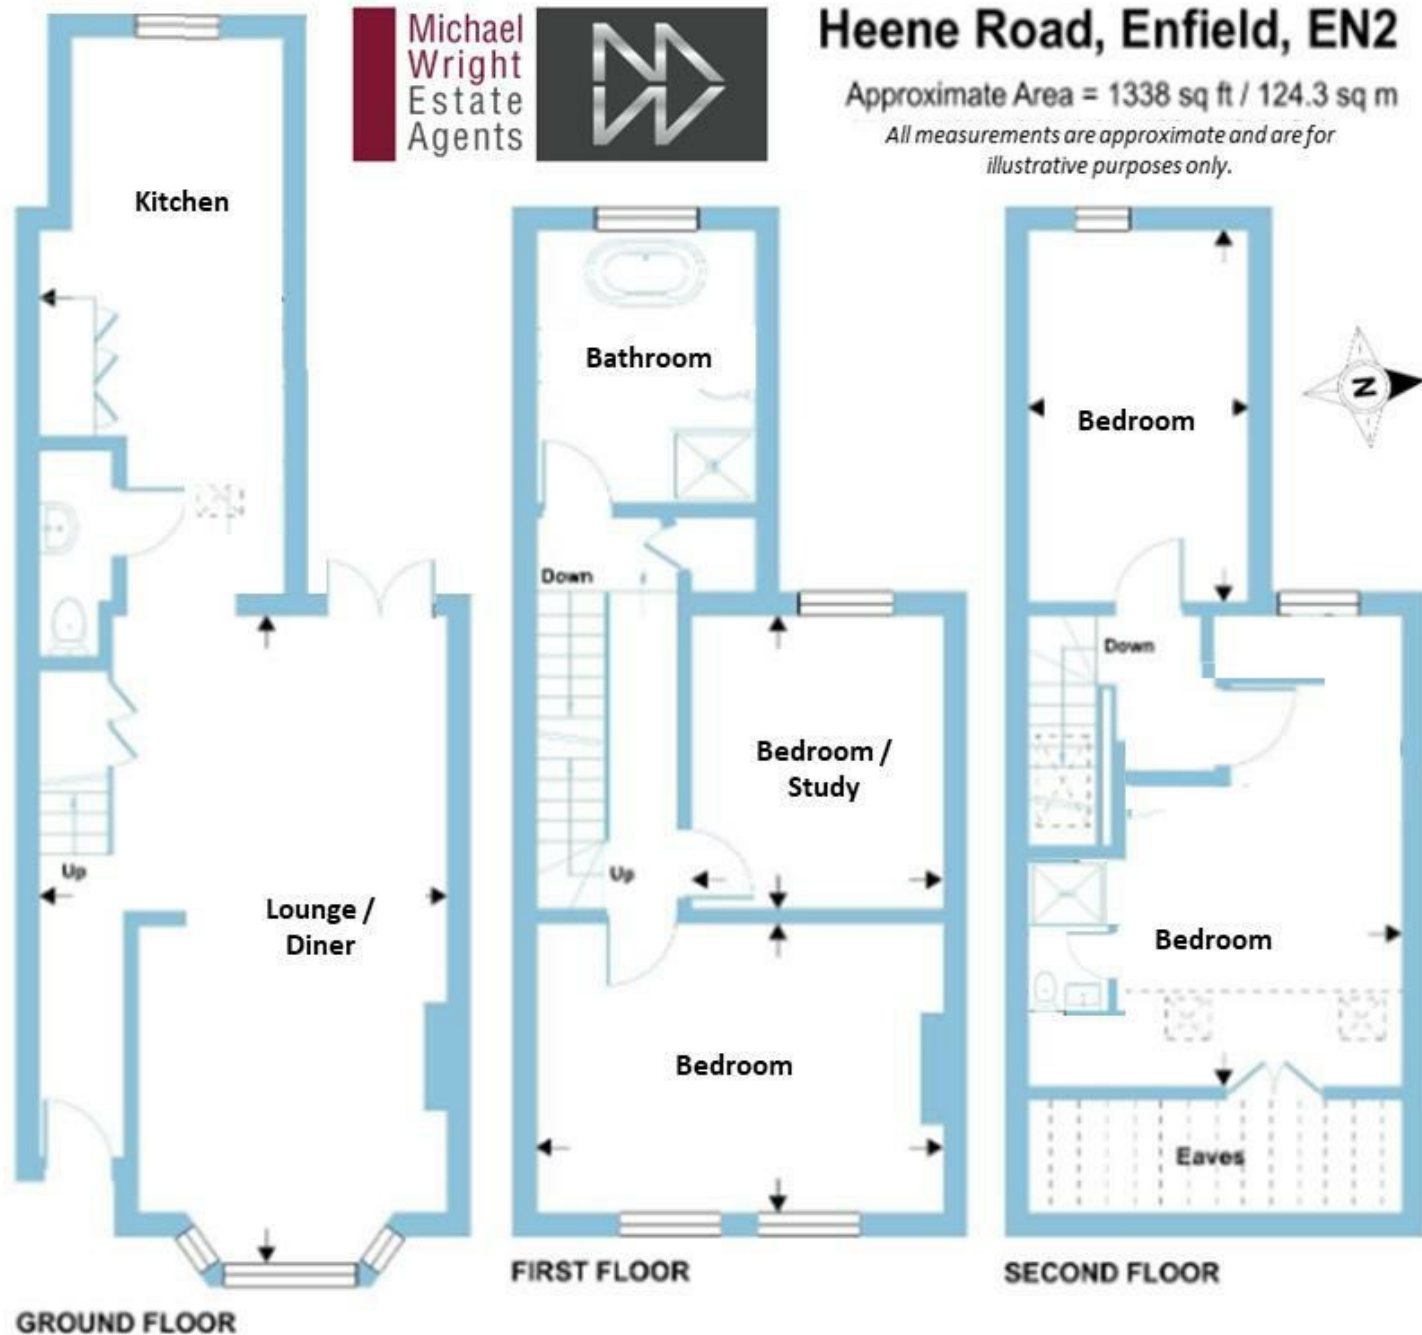 Michael
Wright
Estate
Agents
Heene Road, Enfield, EN2
Approximate Area = 1338 sq ft / 124.3 sq m
All measurements are approximate and are for
illustrative purposes only.
Kitchen
Up
Lounge /
Diner
GROUND FLOOR
Bathroom
Down
Bedroom /
Study
Up
Bedroom
FIRST FLOOR
N
Bedroom
Down
Bedroom
Eaves
SECOND FLOOR